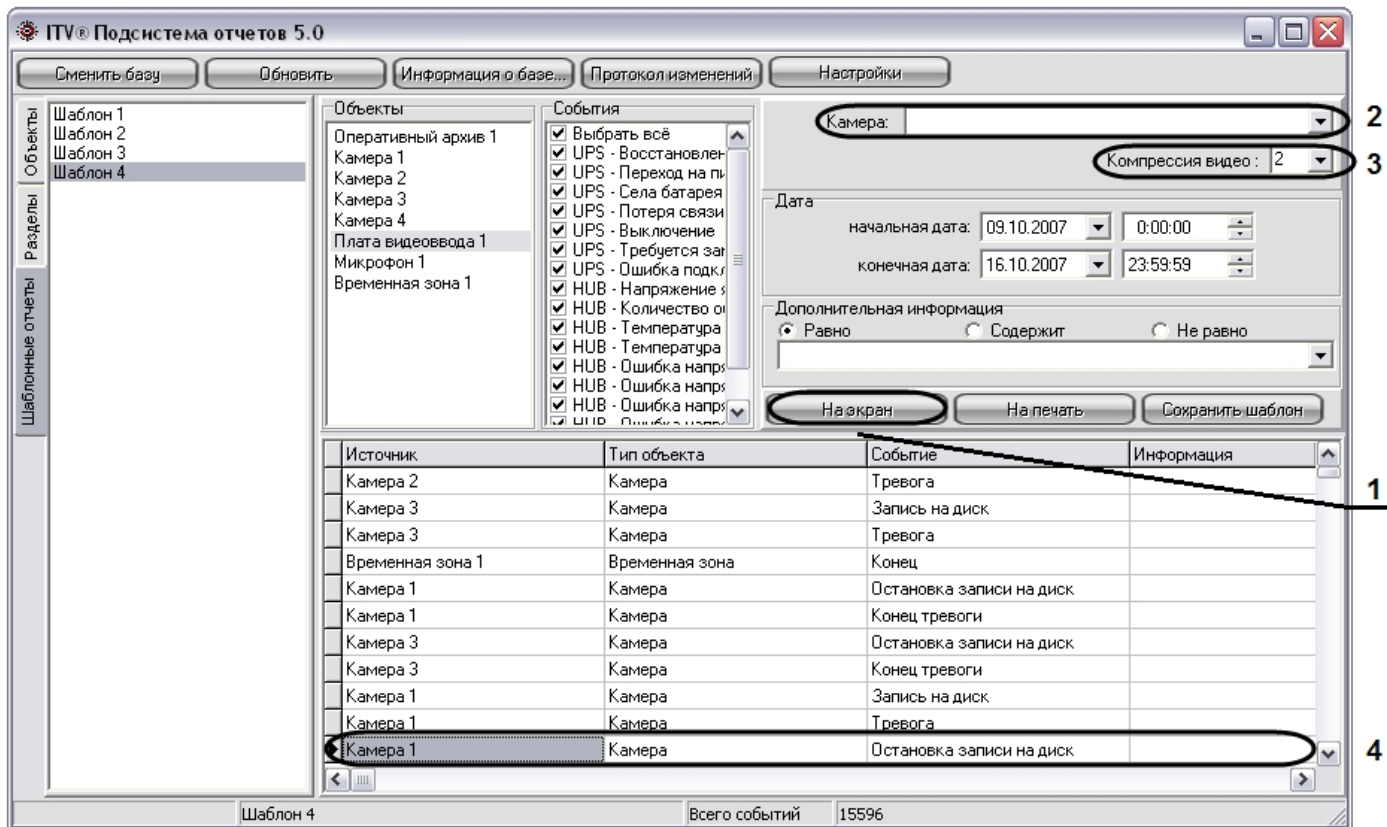 ITV® Подсистема отчетов 5.0
Сменить базу
Обновить
Информация о базе...
Протокол изменений
Настройки
Объекты
Разделы
Шаблонные отчеты
Шаблон 1
Шаблон 2
Шаблон 3
Шаблон 4
Объекты
Оперативный архив 1
Камера 1
Камера 2
Камера 3
Камера 4
Плата видеоввода 1
Микрофон 1
Временная зона 1
События
Выбрать всё
UPS - Восстановлен
UPS - Переход на пи
UPS - Села батарея
UPS - Потеря связи
UPS - Выключение
UPS - Требуется зар
UPS - Ошибка подкл
HUB - Напряжение
HUB - Количество
HUB - Температура
HUB - Температура
HUB - Ошибка напря
HUB - Ошибка напря
HUB - Ошибка напря
HUB - Ошибка напря
Камера:
2
Компрессия видео : 2
3
Дата
начальная дата: 09.10.2007 0:00:00
конечная дата: 16.10.2007 23:59:59
Дополнительная информация
Равно Содержит Не равно
На экран
На печать
Сохранить шаблон
1
Источник Тип объекта Событие Информация
Камера 2 Камера Тревога
Камера 3 Камера Запись на диск
Камера 3 Камера Тревога
Временная зона 1 Временная зона Конец
Камера 1 Камера Остановка записи на диск
Камера 1 Камера Конец тревоги
Камера 3 Камера Остановка записи на диск
Камера 3 Камера Конец тревоги
Камера 1 Камера Запись на диск
Камера 1 Камера Тревога
Камера 1 Камера Остановка записи на диск
4
Шаблон 4 Всего событий 15596